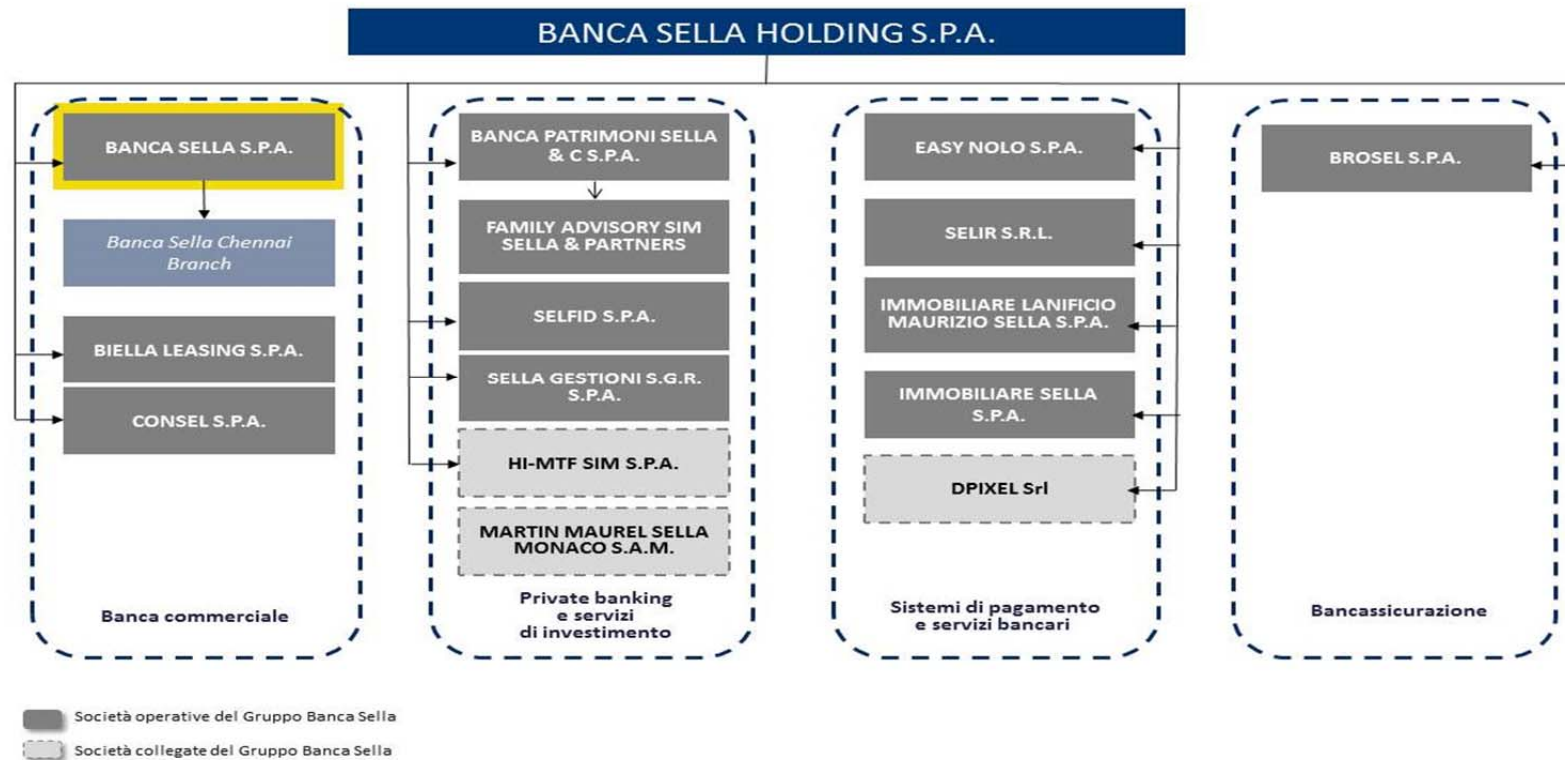 BANCA SELLA HOLDING S.P.A.
BANCA SELLA S.P.A.
Banca Sella Chennai
Branch
BIELLA LEASING S.P.A.
CONSEL S.P.A.
Banca commerciale
BANCA PATRIMONI SELLA
& C S.P.A.
FAMILY ADVISORY SIM
SELLA & PARTNERS
SELFID S.P.A.
SELLA GESTIONI S.G.R.
S.P.A.
HI-MTF SIM S.P.A.
MARTIN MAUREL SELLA
MONACO S.A.M.
Private banking
e servizi
di investimento
EASY NOLO S.P.A.
SELIR S.R.L.
IMMOBILIARE LANIFICIO
MAURIZIO SELLA S.P.A.
IMMOBILIARE SELLA
S.P.A.
DPIXEL Srl
Sistemi di pagamento
e servizi bancari
BROSEL S.P.A.
Bancassicurazione
Società operative del Gruppo Banca Sella
Società collegate del Gruppo Banca Sella